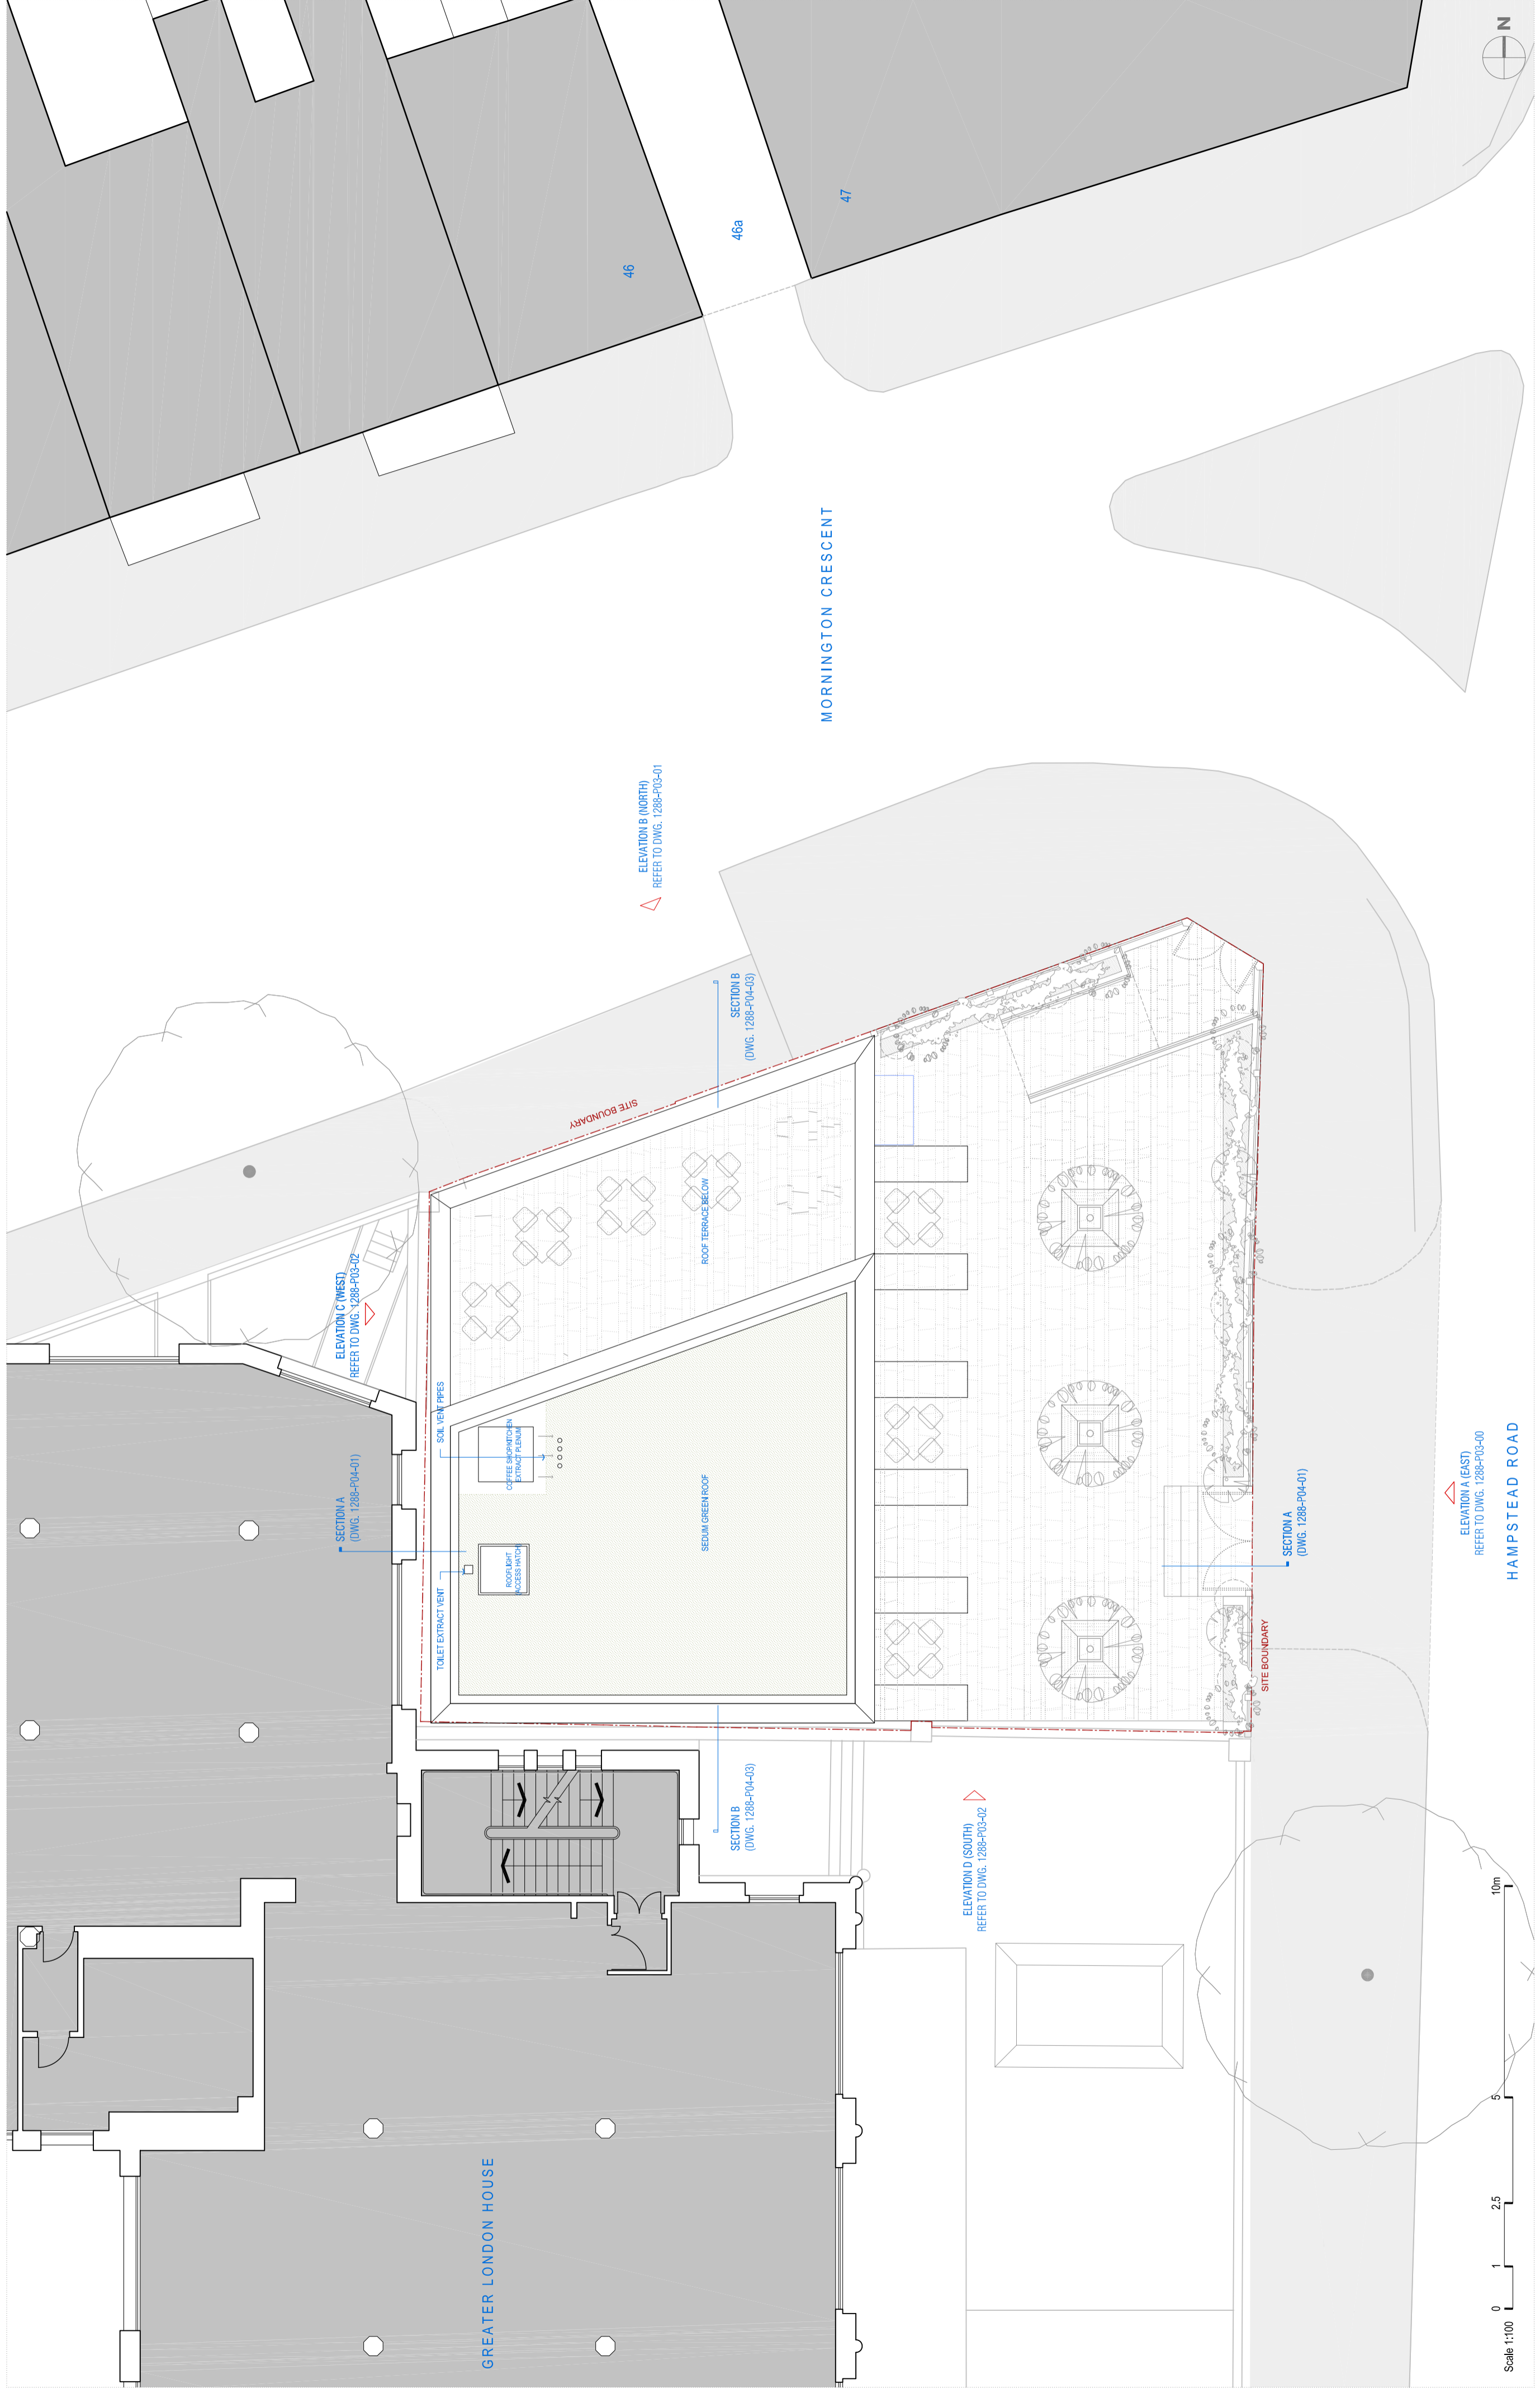 N
47
46a
46
MORNINGTON CRESCENT
ELEVATION B (NORTH)
REFER TO DWG. 1288-P03-01
SECTION B
(DWG. 1288-P04-03)
SITE BOUNDARY
ELEVATION C (WEST)
REFER TO DWG. 1288-P03-02
ROOF TERRACE BELOW
SOIL VENT PIPES
COFFEE SHOP/KITCHEN
EXTRACT PLENUM
SECTION A
(DWG. 1288-P04-01)
ROOFLIGHT
(ACCESS HATCH)
TOILET EXTRACT VENT
SEDUM GREEN ROOF
SECTION A
(DWG. 1288-P04-01)
ELEVATION A (EAST)
REFER TO DWG. 1288-P03-00
HAMPSTEAD ROAD
SITE BOUNDARY
SECTION B
(DWG. 1288-P04-03)
ELEVATION D (SOUTH)
REFER TO DWG. 1288-P03-02
GREATER LONDON HOUSE
Scale 1:100
0 1 2.5 5 10m